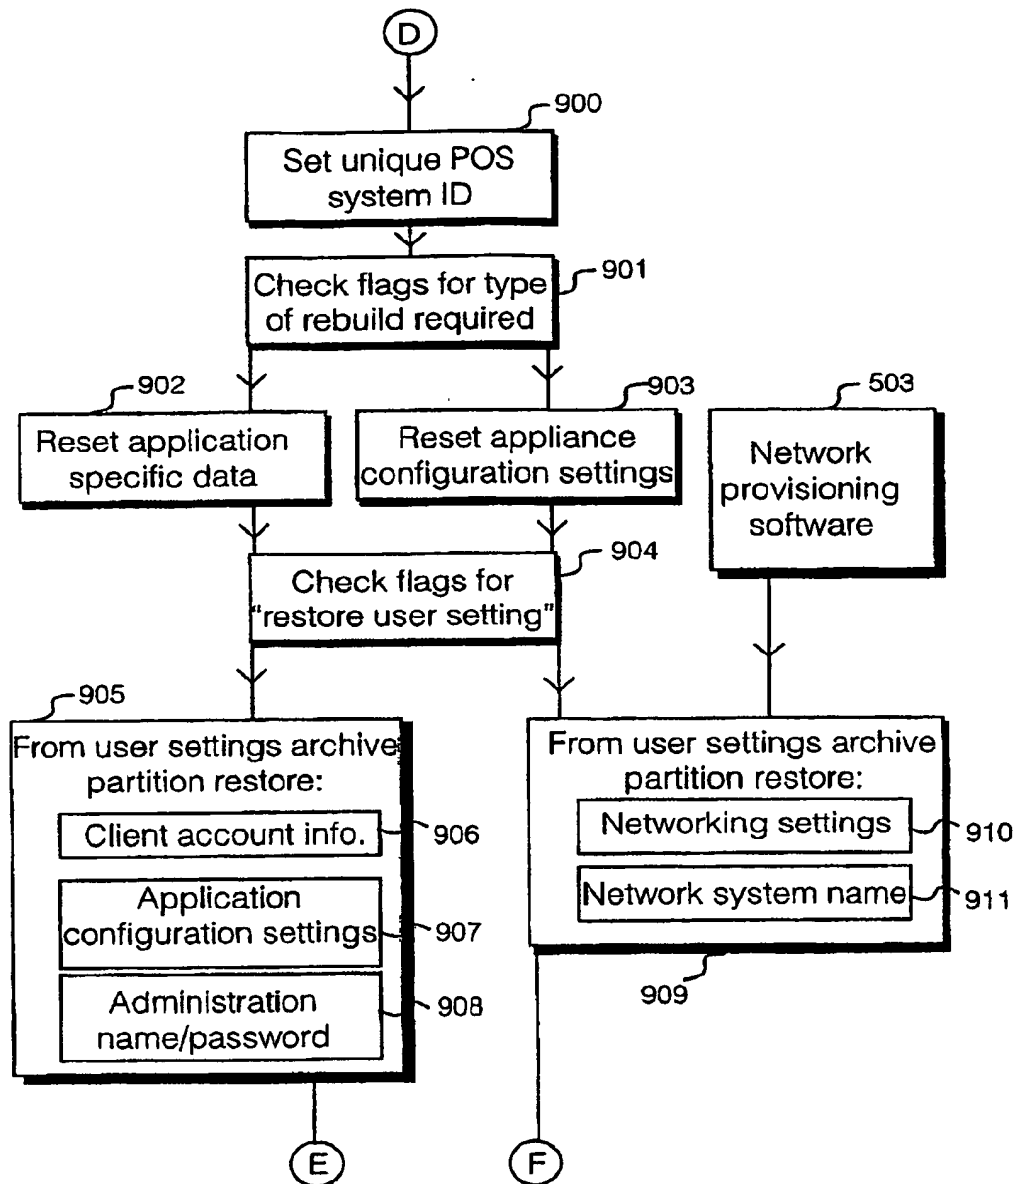 D
900
Set unique POS
system ID
901
Check flags for type
of rebuild required
902
903
503
Reset application
specific data
Reset appliance
configuration settings
Network
provisioning
software
904
Check flags for
"restore user setting"
905
From user settings archive
partition restore:
Client account info.
906
Application
configuration settings
907
Administration
name/password
908
From user settings archive
partition restore:
Networking settings
910
Network system name
911
909
E
F